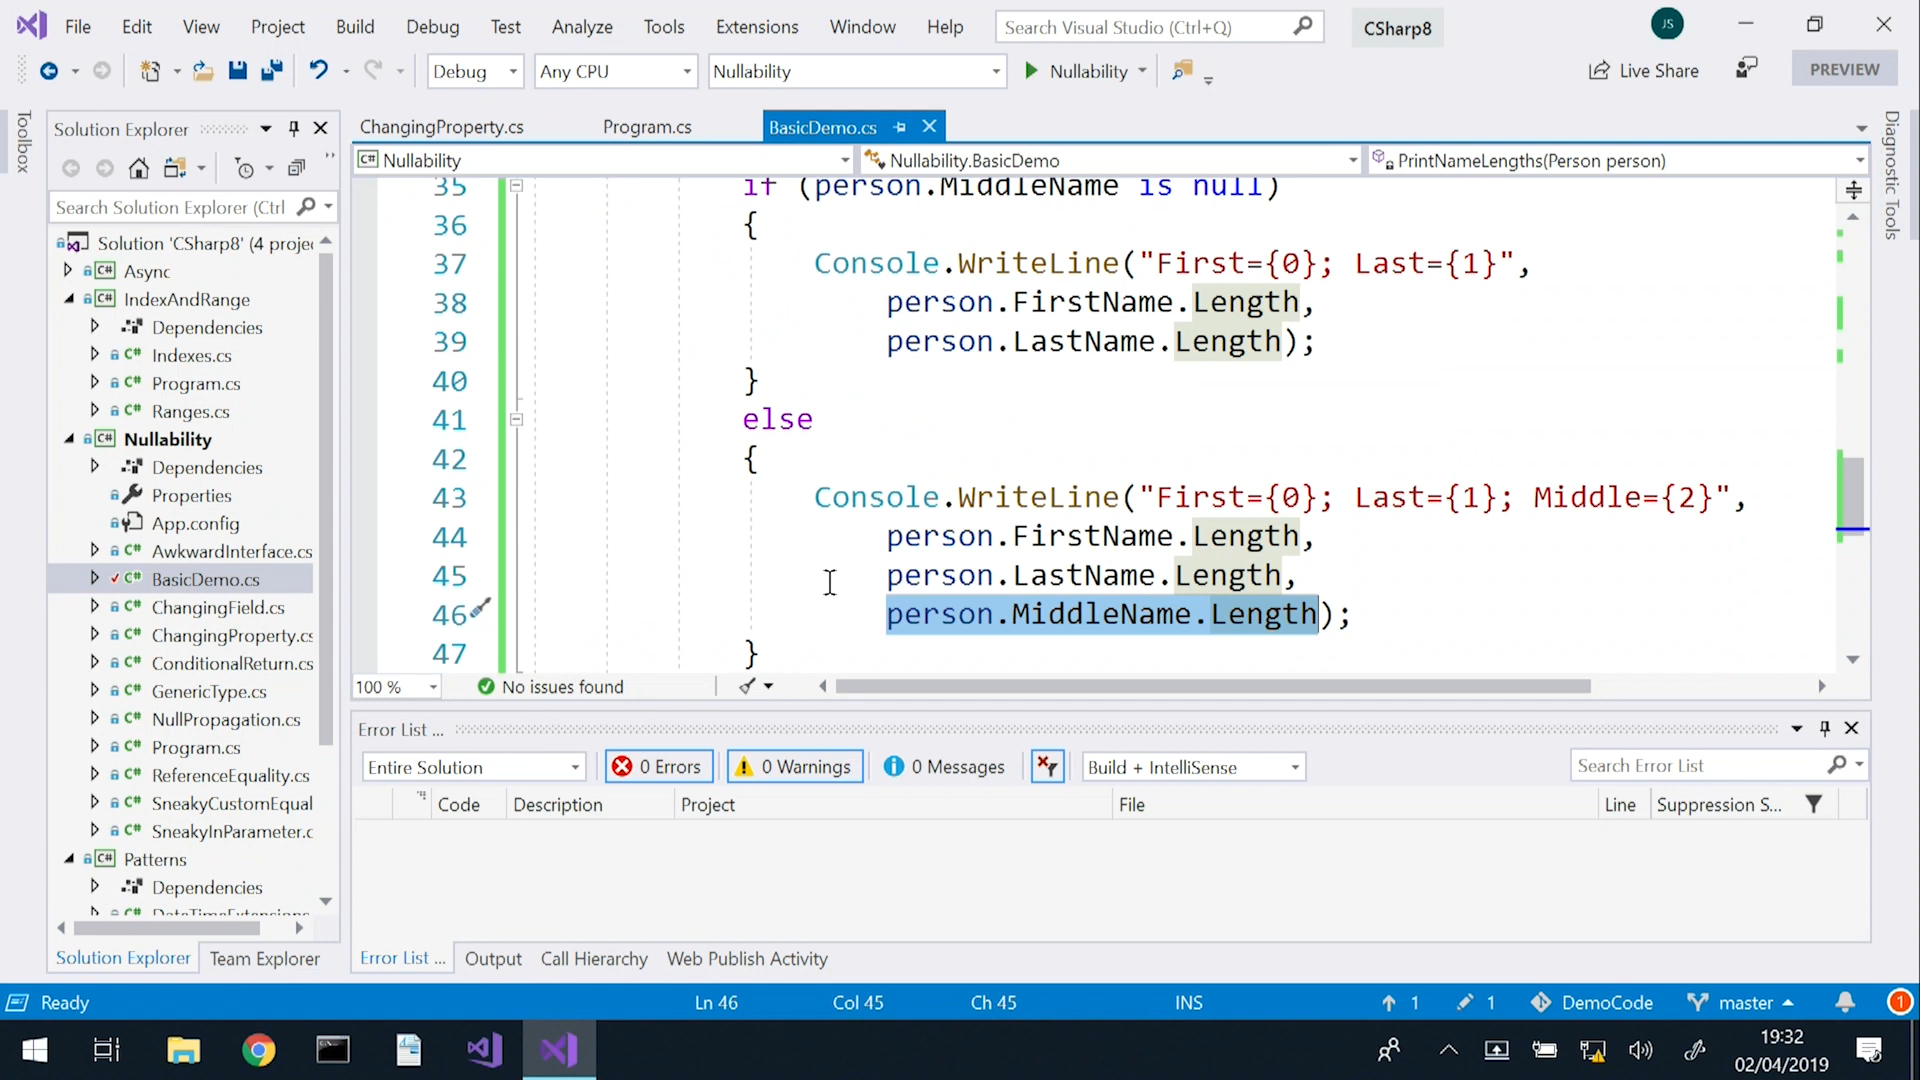 File Edit View Project Build Debug Test Analyze Tools Extensions Window Help Search Visual Studio (Ctrl+Q) CSharp8 JS
Debug Any CPU Nullability Nullability Live Share PREVIEW
Toolbox
Solution Explorer
Search Solution Explorer (Ctrl
Solution 'CSharp8' (4 proje
C# Async
C# IndexAndRange
Dependencies
C# Indexes.cs
C# Program.cs
C# Ranges.cs
C# Nullability
Dependencies
Properties
App.config
C# AwkwardInterface.cs
C# BasicDemo.cs
C# ChangingField.cs
C# ChangingProperty.cs
C# ConditionalReturn.cs
C# GenericType.cs
C# NullPropagation.cs
C# Program.cs
C# ReferenceEquality.cs
C# SneakyCustomEqual
C# SneakyInParameter.c
C# Patterns
Dependencies
C# DateTimeExtensions
Solution Explorer Team Explorer
ChangingProperty.cs Program.cs BasicDemo.cs
C# Nullability Nullability.BasicDemo PrintNameLengths(Person person)
35 if (person.MiddleName is null)
36 {
37 Console.WriteLine("First={0}; Last={1}",
38 person.FirstName.Length,
39 person.LastName.Length);
40 }
41 else
42 {
43 Console.WriteLine("First={0}; Last={1}; Middle={2}",
44 person.FirstName.Length,
45 person.LastName.Length,
46 person.MiddleName.Length);
47 }
100 % No issues found
Diagnostic Tools
Error List ...
Entire Solution 0 Errors 0 Warnings 0 Messages Build + IntelliSense Search Error List
Code Description Project File Line Suppression S...
Error List ... Output Call Hierarchy Web Publish Activity
Ready Ln 46 Col 45 Ch 45 INS 1 1 DemoCode master 1
19:32
02/04/2019